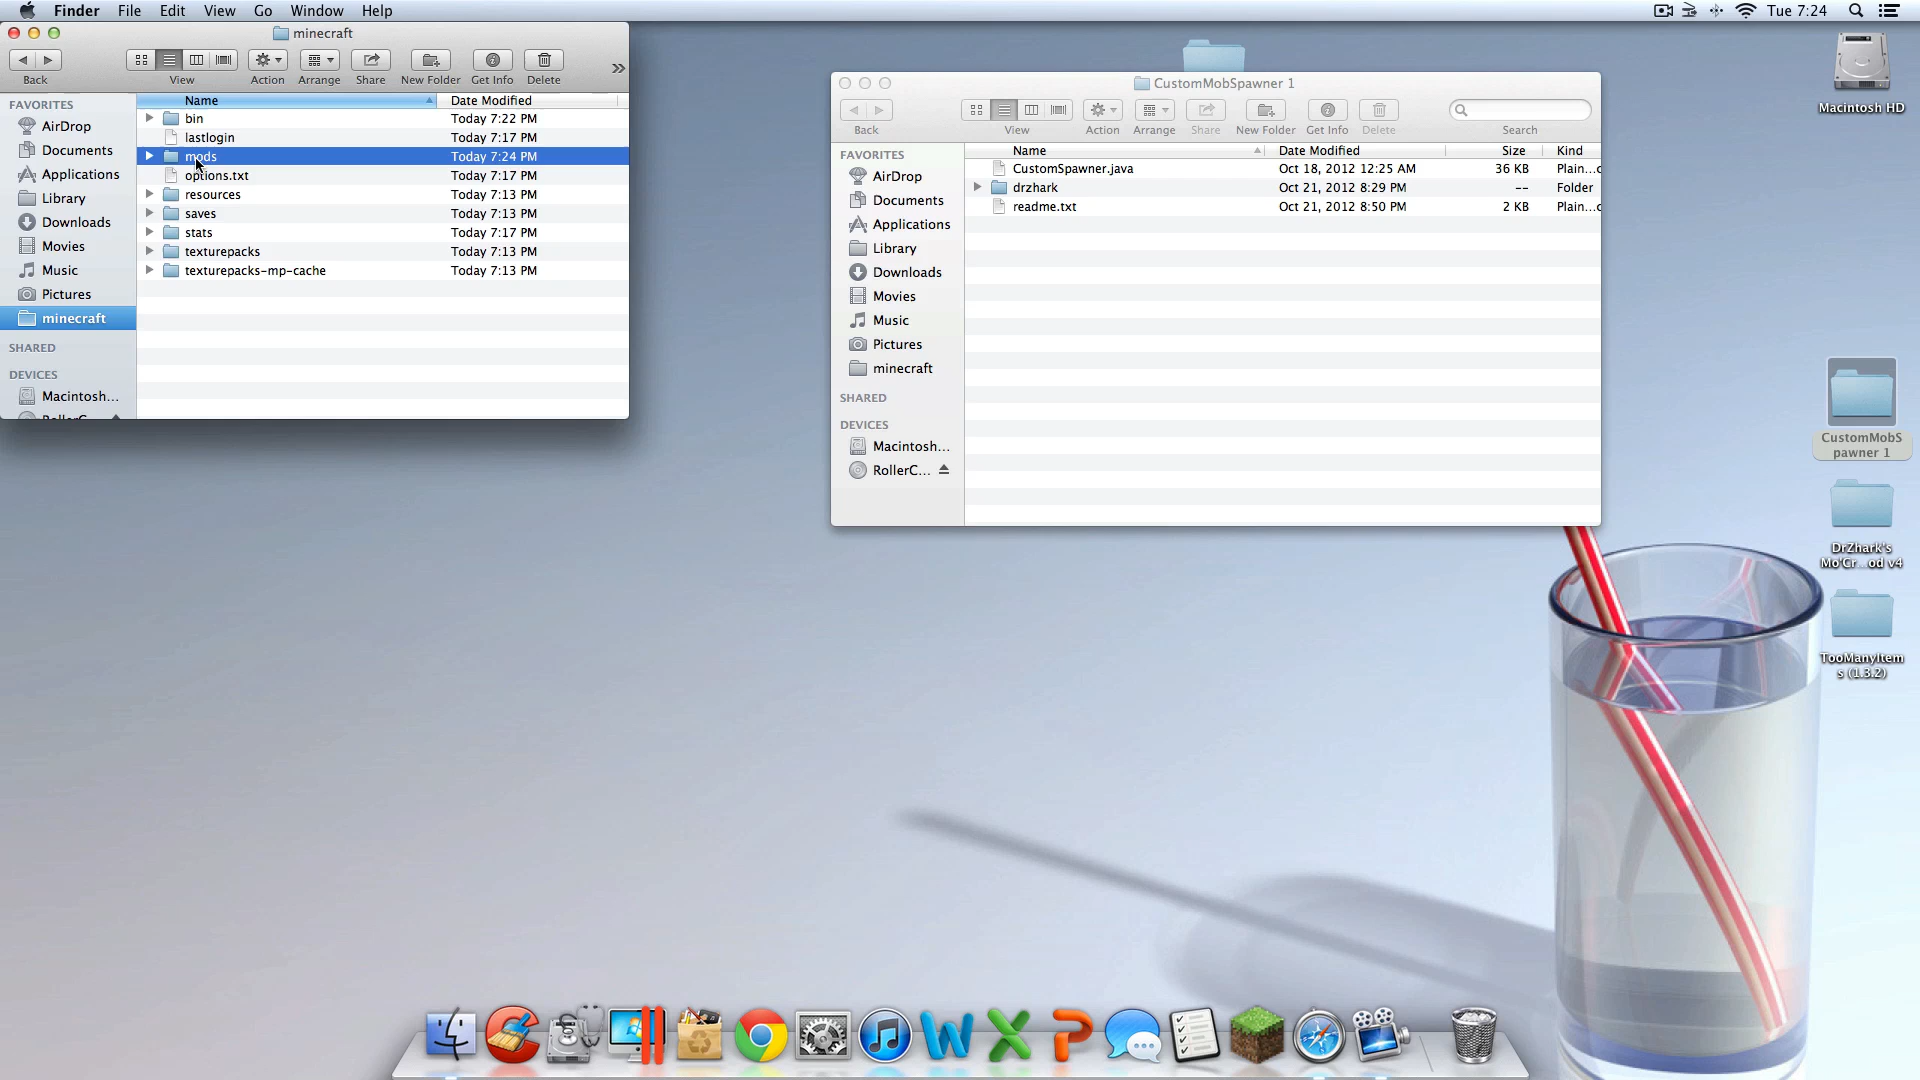 Finder File Edit View Go Window Help Tue 7:24
minecraft
Back View Action Arrange Share New Folder Get Info Delete
FAVORITES
AirDrop
Documents
Applications
Library
Downloads
Movies
Music
Pictures
minecraft
SHARED
DEVICES
Macintosh...
Name Date Modified
bin Today 7:22 PM
lastlogin Today 7:17 PM
mods Today 7:24 PM
options.txt Today 7:17 PM
resources Today 7:13 PM
saves Today 7:13 PM
stats Today 7:17 PM
texturepacks Today 7:13 PM
texturepacks-mp-cache Today 7:13 PM
CustomMobSpawner 1
Back View Action Arrange Share New Folder Get Info Delete Search
FAVORITES
AirDrop
Documents
Applications
Library
Downloads
Movies
Music
Pictures
minecraft
SHARED
DEVICES
Macintosh...
RollerC...
Name Date Modified Size Kind
CustomSpawner.java Oct 18, 2012 12:25 AM 36 KB Plain...c
drzhark Oct 21, 2012 8:29 PM -- Folder
readme.txt Oct 21, 2012 8:50 PM 2 KB Plain...c
Macintosh HD
CustomMobS
pawner 1
DrZhark's
Mo'Cr...od v4
TooManyItem
s (1.3.2)